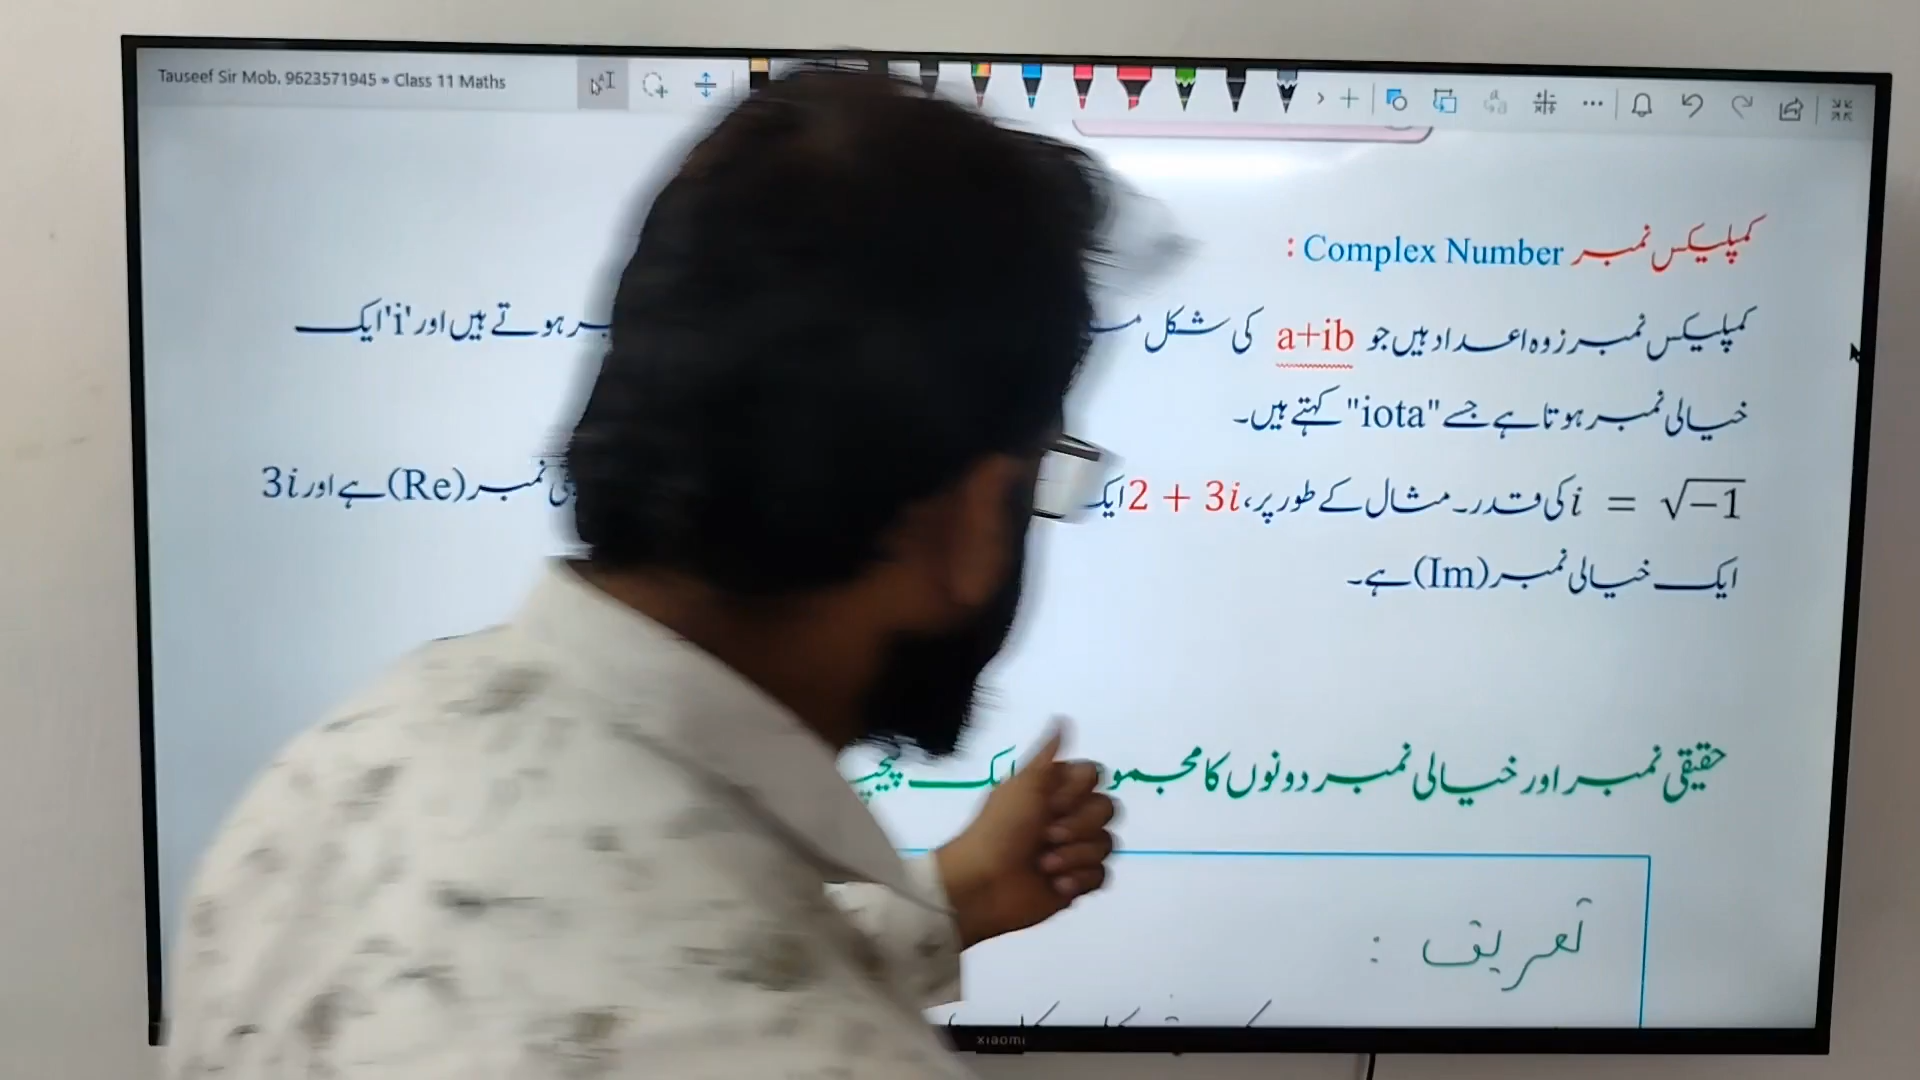 Tauseef Sir Mob. 9623571945 » Class 11 Maths
کمپلیکس نمبر Complex Number :
کمپلیکس نمبرز وہ اعداد ہیں جو a+ib کی شکل ہوتے ہیں اور 'i' ایک
خیالی نمبر ہوتا ہے جسے "iota" کہتے ہیں۔
i = √−1 کی قدر۔ مثال کے طور پر، 2 + 3i ایک نمبر (Re) ہے اور 3i
ایک خیالی نمبر (Im) ہے۔
حقیقی نمبر اور خیالی نمبر دونوں کا ایک
تعریف :
xiaomi